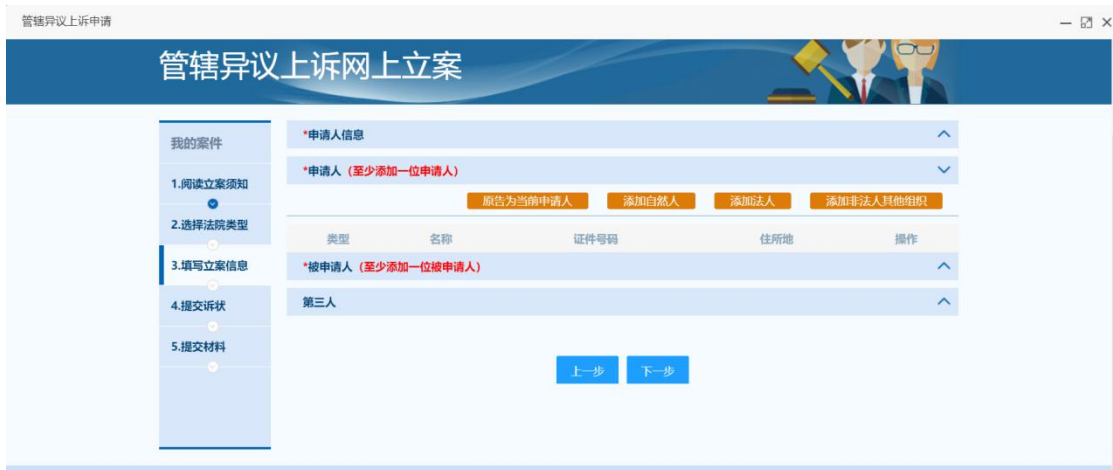 管辖异议上诉申请
管辖异议上诉网上立案
我的案件
1.阅读立案须知
2.选择法院类型
3.填写立案信息
4.提交诉状
5.提交材料
*申请人信息
*申请人（至少添加一位申请人）
原告为当前申请人 添加自然人 添加法人 添加非法人其他组织
类型 名称 证件号码 住所地 操作
*被申请人（至少添加一位被申请人）
第三人
上一步 下一步